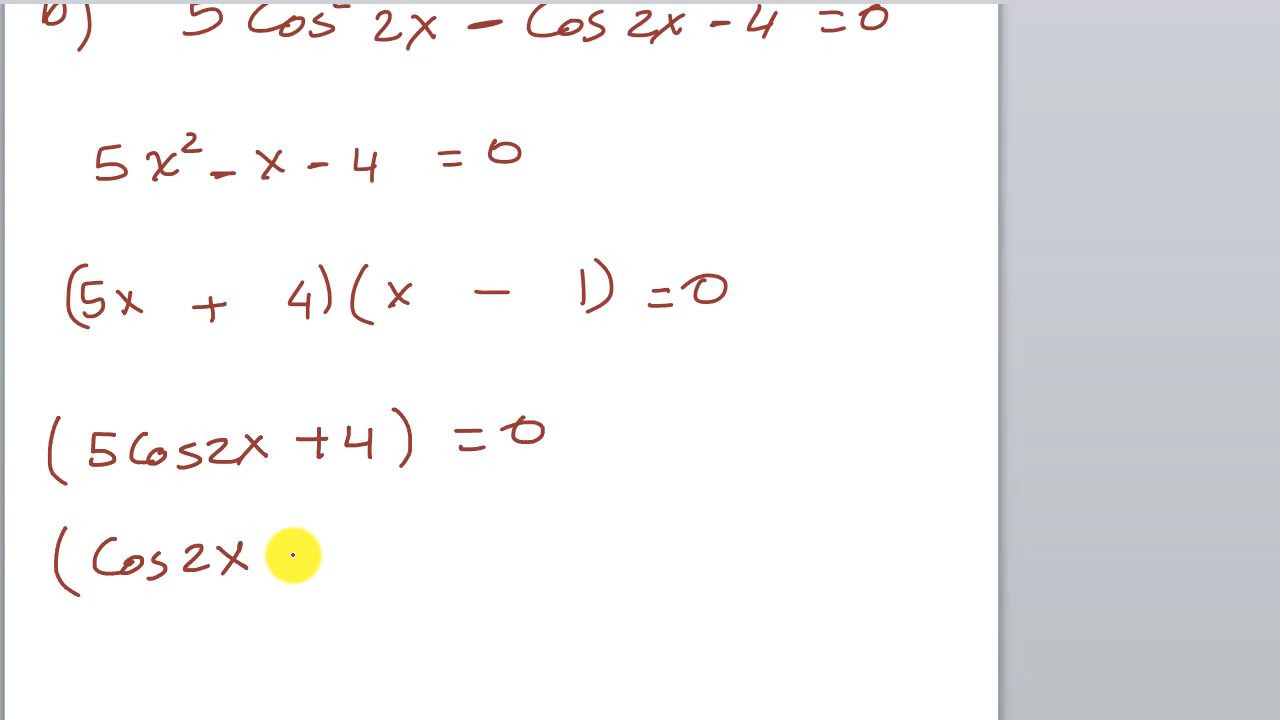 b) 5 Cos² 2x - Cos 2x - 4 = 0
5x² - x - 4 = 0
(5x + 4)(x - 1) = 0
(5Cos2x + 4) = 0
(Cos2x